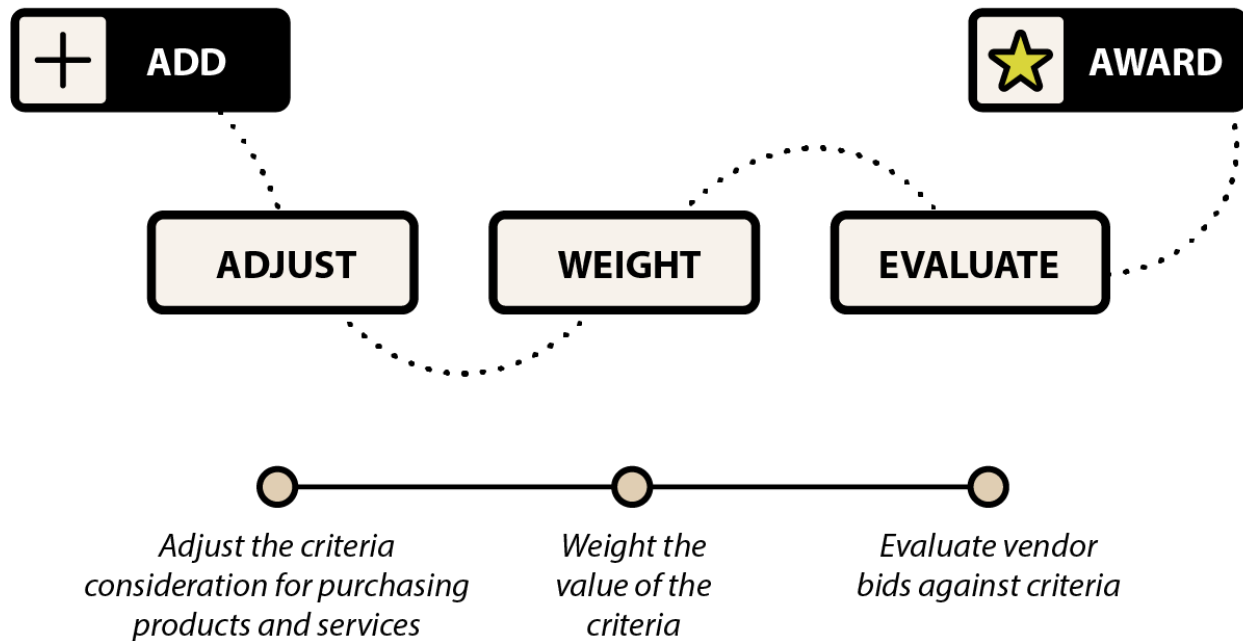 ADD
AWARD
ADJUST
WEIGHT
EVALUATE
Adjust the criteria
consideration for purchasing
products and services
Weight the
value of the
criteria
Evaluate vendor
bids against criteria